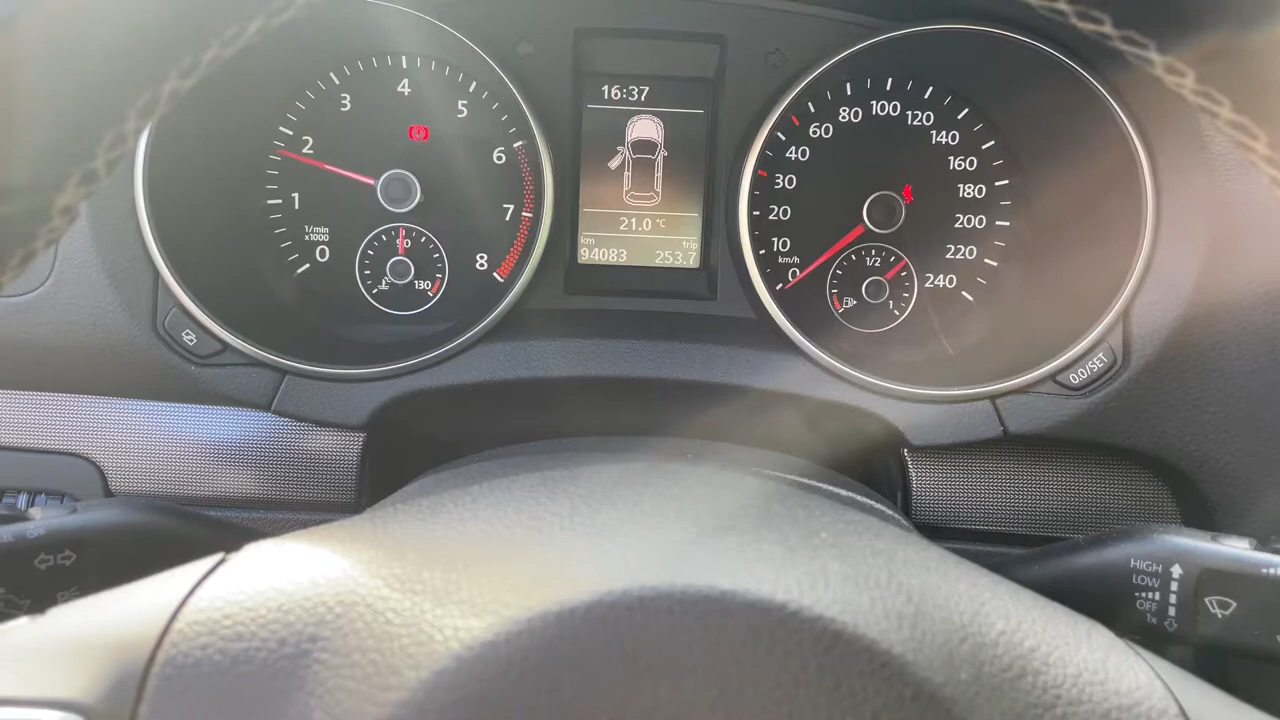 0
1
2
3
4
5
6
7
8
1/min
x1000
90
130
16:37
21.0 °C
km
trip
94083
253.7
0
10
20
30
40
60
80
100
120
140
160
180
200
220
240
km/h
1/2
1
0.0/SET
HIGH
LOW
OFF
1x